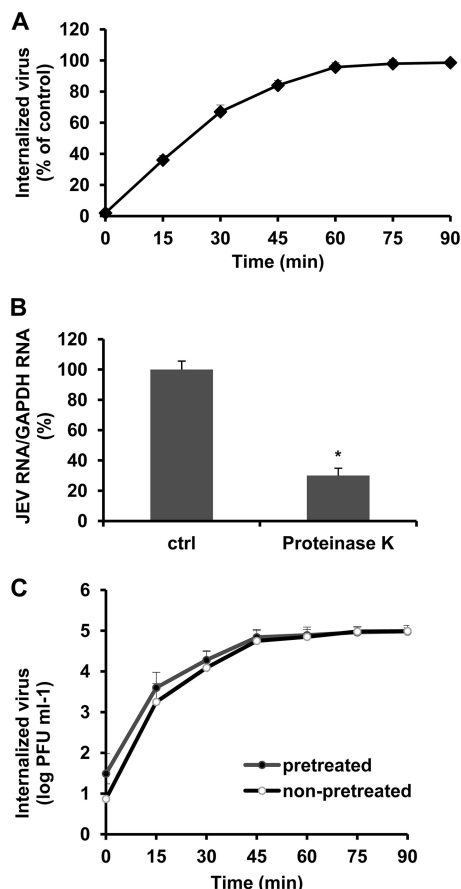 A
Internalized virus
(% of control)
120
100
80
60
40
20
0
0 15 30 45 60 75 90
Time (min)
B
JEV RNA/GAPDH RNA
(%)
120
100
80
60
40
20
0
*
ctrl Proteinase K
C
Internalized virus
(log PFU ml-1)
6
5
4
3
2
1
0
pretreated
non-pretreated
0 15 30 45 60 75 90
Time (min)